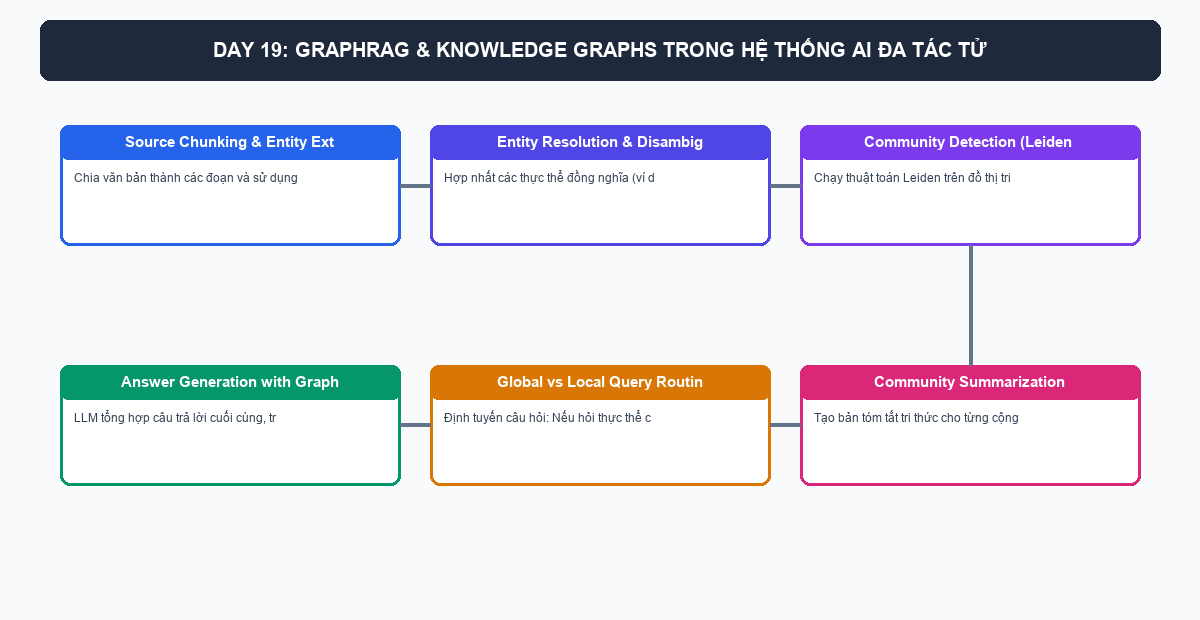 DAY 19: GRAPHRAG & KNOWLEDGE GRAPHS TRONG HỆ THỐNG AI ĐA TÁC TỬ
Source Chunking & Entity Ext
Chia văn bản thành các đoạn và sử dụng
Entity Resolution & Disambig
Hợp nhất các thực thể đồng nghĩa (ví d
Community Detection (Leiden
Chạy thuật toán Leiden trên đồ thị tri
Answer Generation with Graph
LLM tổng hợp câu trả lời cuối cùng, tr
Global vs Local Query Routin
Định tuyến câu hỏi: Nếu hỏi thực thể c
Community Summarization
Tạo bản tóm tắt tri thức cho từng cộng